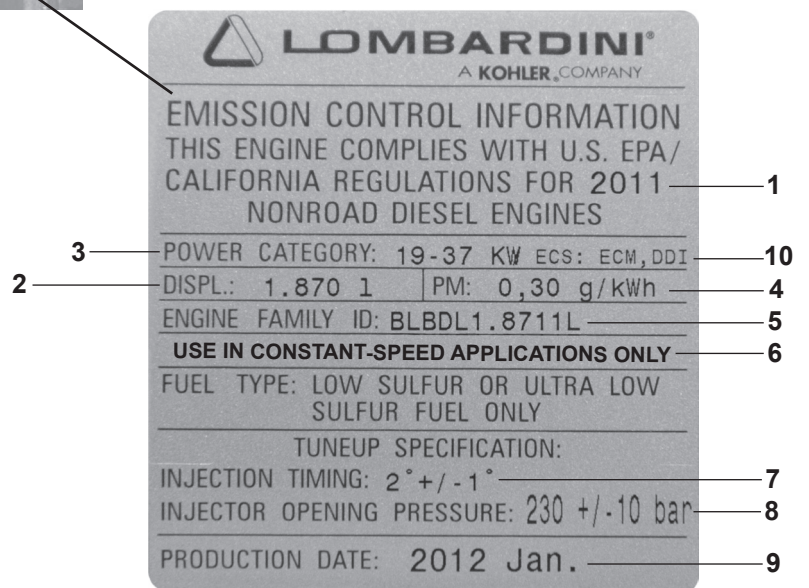 LOMBARDINI®
A KOHLER® COMPANY
EMISSION CONTROL INFORMATION
THIS ENGINE COMPLIES WITH U.S. EPA/
CALIFORNIA REGULATIONS FOR 2011 1
NONROAD DIESEL ENGINES
3 POWER CATEGORY: 19-37 KW ECS: ECM,DDI 10
2 DISPL.: 1.870 l PM: 0,30 g/kWh 4
ENGINE FAMILY ID: BLBDL1.8711L 5
USE IN CONSTANT-SPEED APPLICATIONS ONLY 6
FUEL TYPE: LOW SULFUR OR ULTRA LOW
SULFUR FUEL ONLY
TUNEUP SPECIFICATION:
INJECTION TIMING: 2°+/-1° 7
INJECTOR OPENING PRESSURE: 230 +/-10 bar 8
PRODUCTION DATE: 2012 Jan. 9